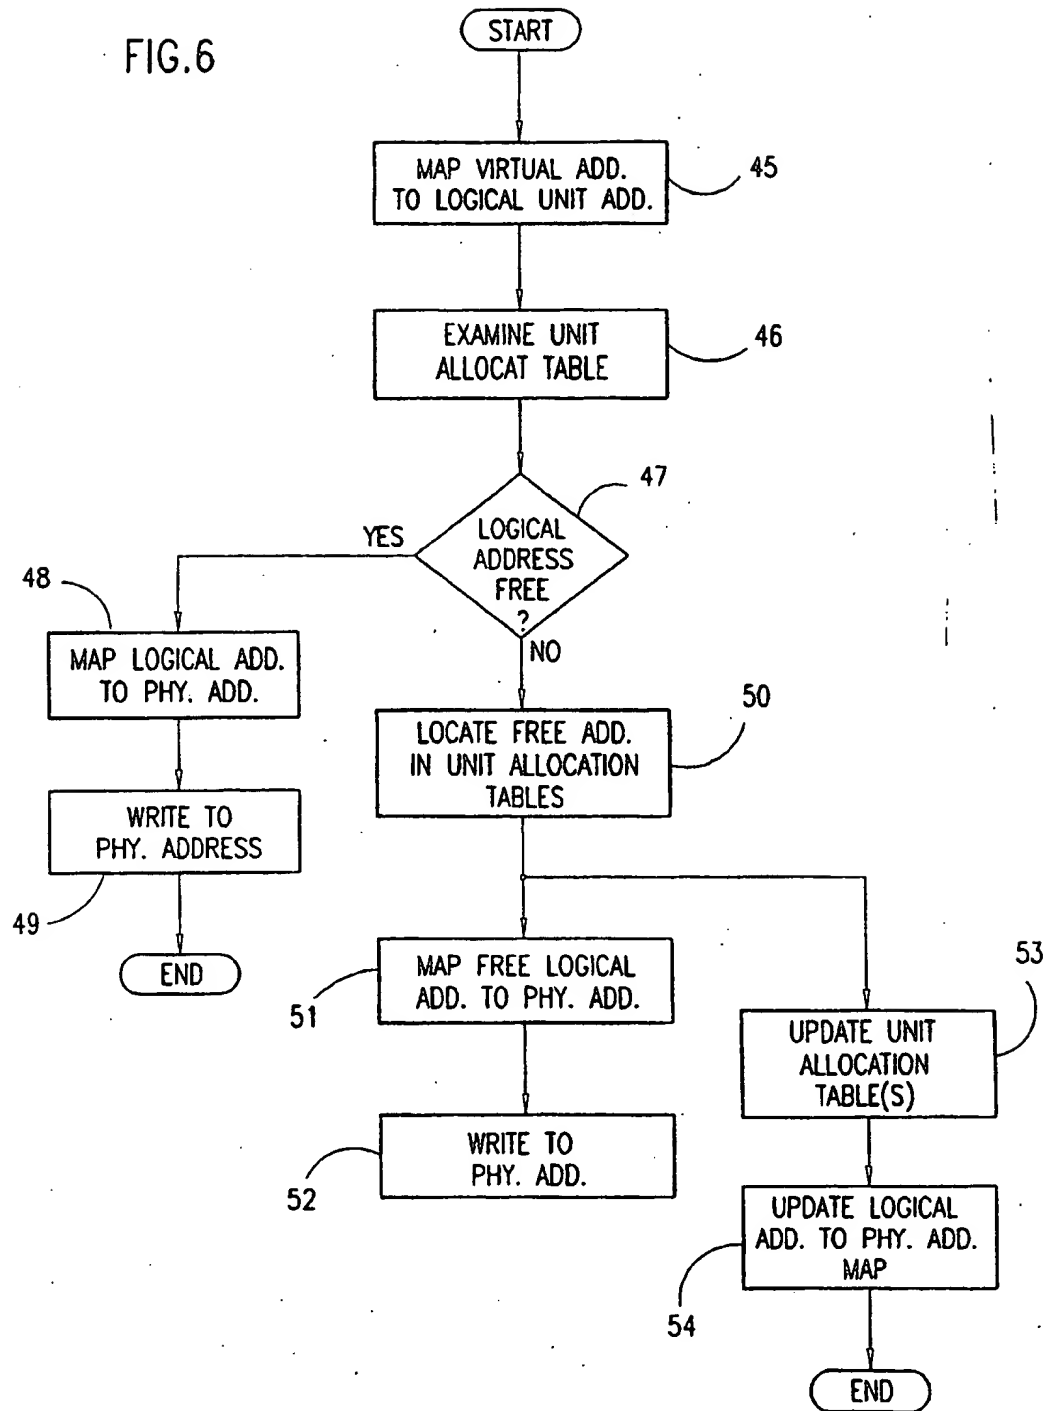 FIG.6
START
MAP VIRTUAL ADD.
TO LOGICAL UNIT ADD.
45
EXAMINE UNIT
ALLOCAT TABLE
46
47
LOGICAL
ADDRESS
FREE
?
YES
NO
48
MAP LOGICAL ADD.
TO PHY. ADD.
50
LOCATE FREE ADD.
IN UNIT ALLOCATION
TABLES
WRITE TO
PHY. ADDRESS
49
END
MAP FREE LOGICAL
ADD. TO PHY. ADD.
51
53
UPDATE UNIT
ALLOCATION
TABLE(S)
WRITE TO
PHY. ADD.
52
UPDATE LOGICAL
ADD. TO PHY. ADD.
MAP
54
END